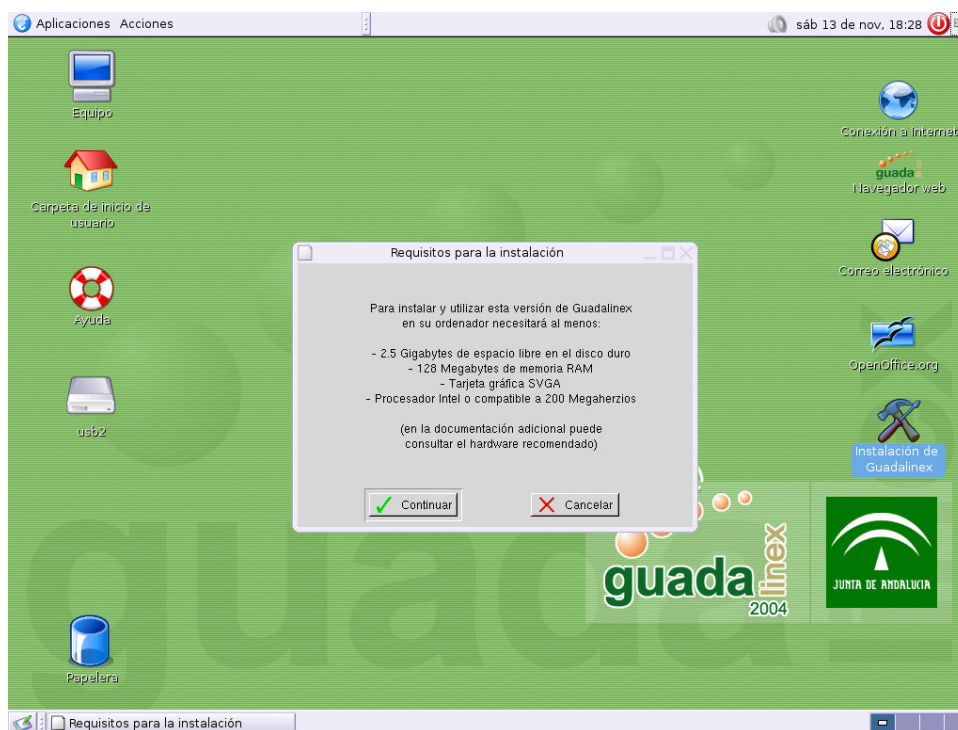 Aplicaciones Acciones
sáb 13 de nov, 18:28
Equipo
Carpeta de inicio de
usuario
Ayuda
usb2
Papelera
Conexión a Internet
guada
Navegador web
Correo electrónico
OpenOffice.org
Instalación de
Guadalinex
Requisitos para la instalación
Para instalar y utilizar esta versión de Guadalinex
en su ordenador necesitará al menos:
- 2.5 Gigabytes de espacio libre en el disco duro
- 128 Megabytes de memoria RAM
- Tarjeta gráfica SVGA
- Procesador Intel o compatible a 200 Megaherzios
(en la documentación adicional puede
consultar el hardware recomendado)
Continuar
Cancelar
guada
linex
2004
JUNTA DE ANDALUCIA
guada
Requisitos para la instalación